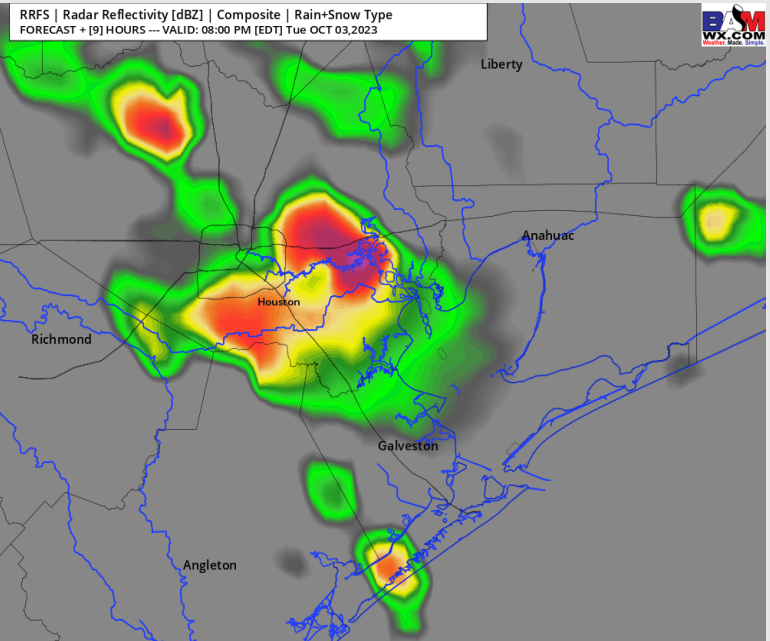 RRFS | Radar Reflectivity [dBZ] | Composite | Rain+Snow Type
FORECAST + [9] HOURS --- VALID: 08:00 PM [EDT] Tue OCT 03,2023
BAM
WX.COM
Weather. Made. Simple.
Liberty
Anahuac
Houston
Richmond
Galveston
Angleton